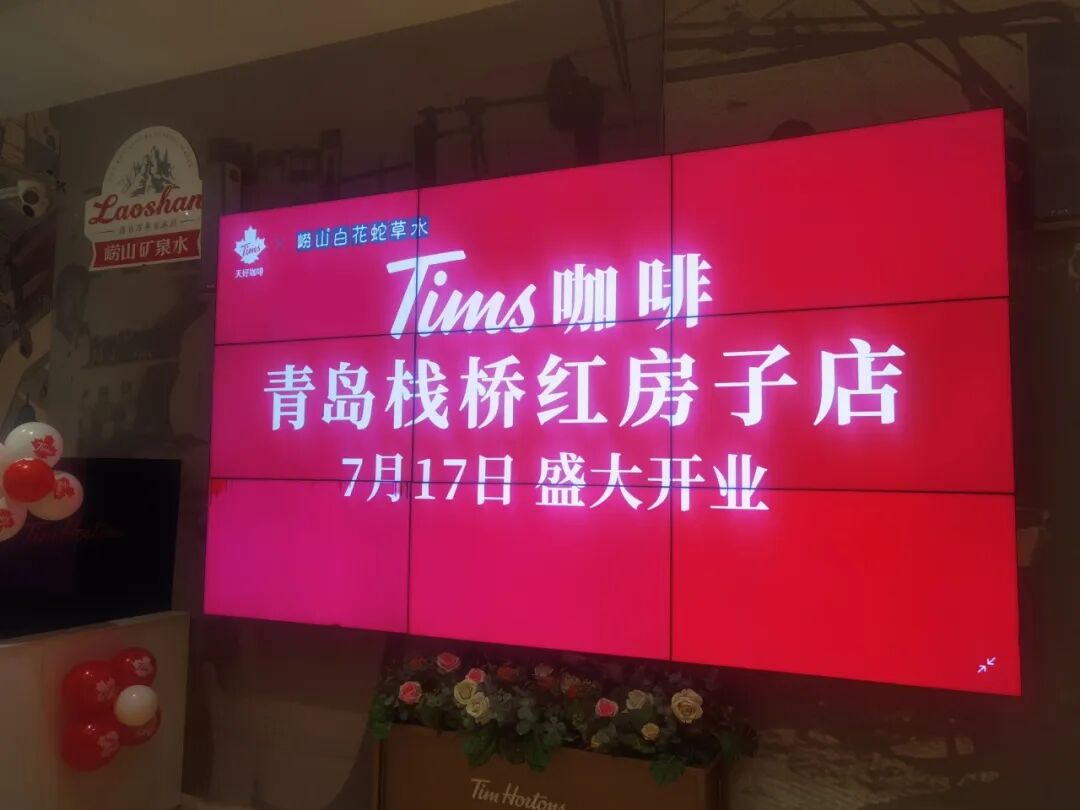 Laoshan
崂山矿泉水
Tims
天好咖啡
× 崂山白花蛇草水
Tims咖啡
青岛栈桥红房子店
7月17日 盛大开业
Tim Hortons